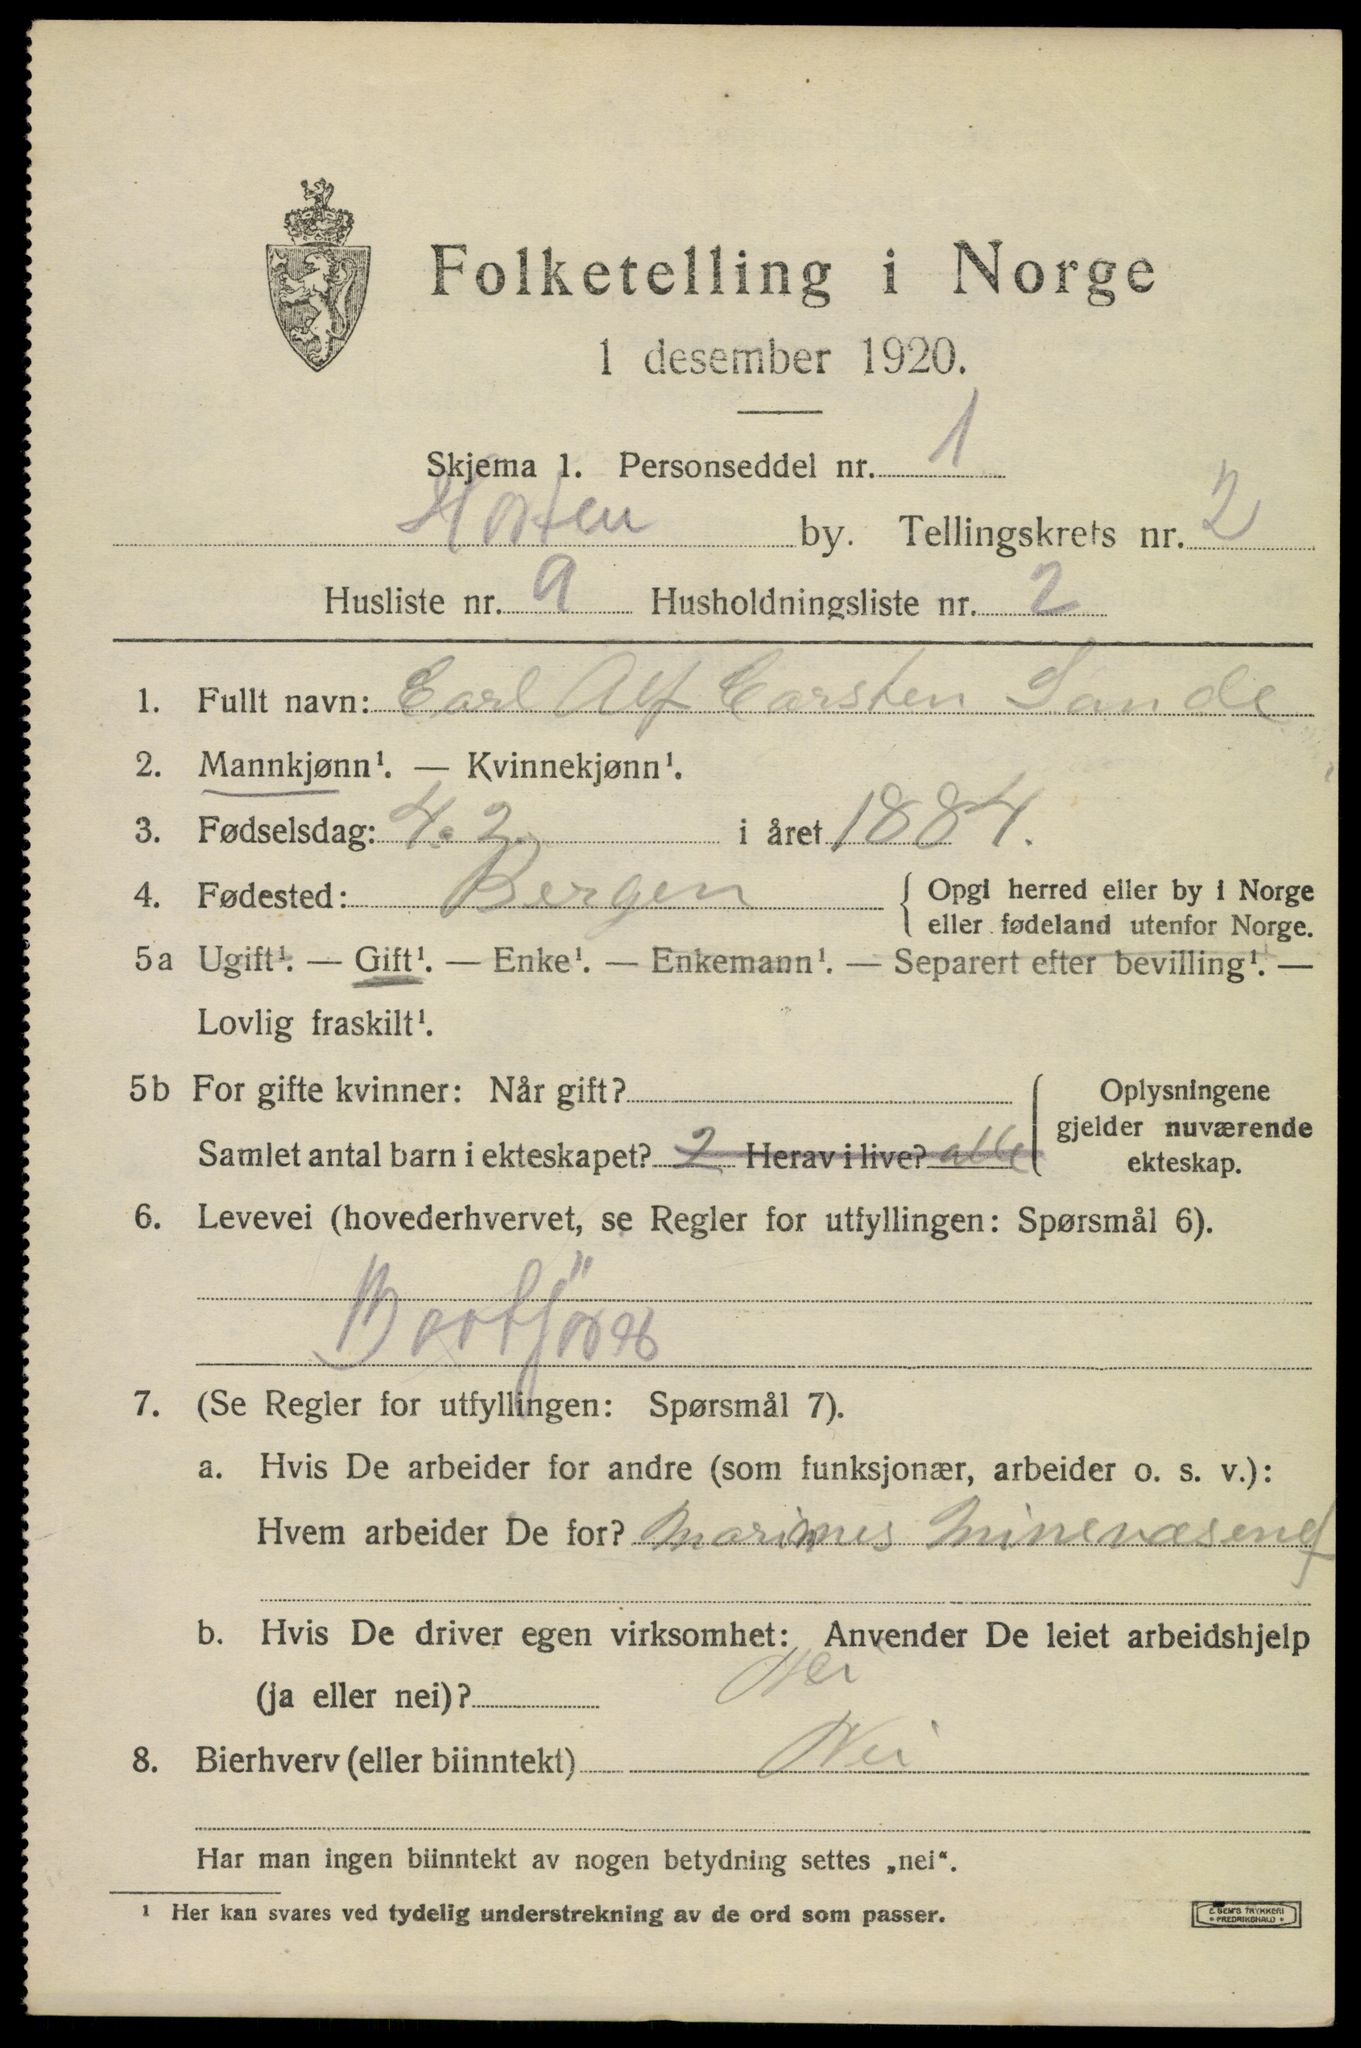 Folketelling i Norge
1 desember 1920.
Skjema 1. Personseddel nr. 1
Horten by. Tellingskrets nr. 2
Husliste nr. 9 Husholdningsliste nr. 2
1. Fullt navn: Carl Alf Carsten Sande
2. Mannkjønn¹. — Kvinnekjønn¹.
3. Fødselsdag: 4. 2. i året 1884.
4. Fødested: Bergen { Opgi herred eller by i Norge
eller fødeland utenfor Norge.
5a Ugift¹. — Gift¹. — Enke¹. — Enkemann¹. — Separert efter bevilling¹. —
Lovlig fraskilt¹.
5b For gifte kvinner: Når gift? Oplysningene
gjelder nuværende
Samlet antal barn i ekteskapet? 2 Herav i live? alle
ekteskap.
6. Levevei (hovederhvervet, se Regler for utfyllingen: Spørsmål 6).
7. (Se Regler for utfyllingen: Spørsmål 7).
a. Hvis De arbeider for andre (som funksjonær, arbeider o. s. v.):
Hvem arbeider De for? Marinnes Minevæsen
b. Hvis De driver egen virksomhet: Anvender De leiet arbeidshjelp
(ja eller nei)? Nei
8. Bierhverv (eller biinntekt) Nei
Har man ingen biinntekt av nogen betydning settes „nei“.
¹ Her kan svares ved tydelig understrekning av de ord som passer.
E. SEM'S TRYKKERI
* FREDRIKSHALD *